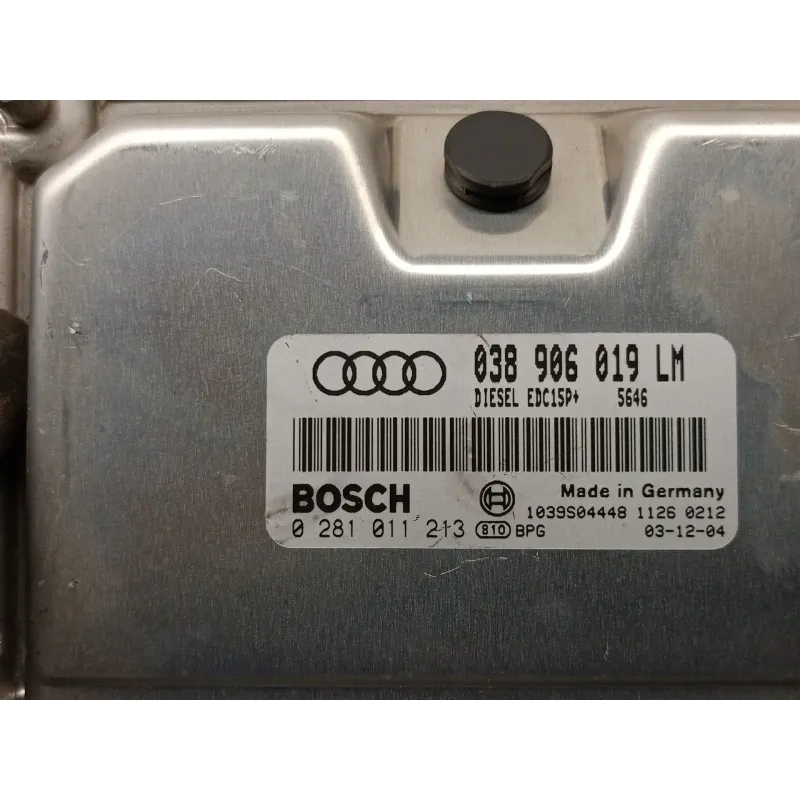 038 906 019 LM
DIESEL EDC15P+ 5646
BOSCH
Made in Germany
1039S04448 1126 0212
0 281 011 213 810 BPG 03-12-04